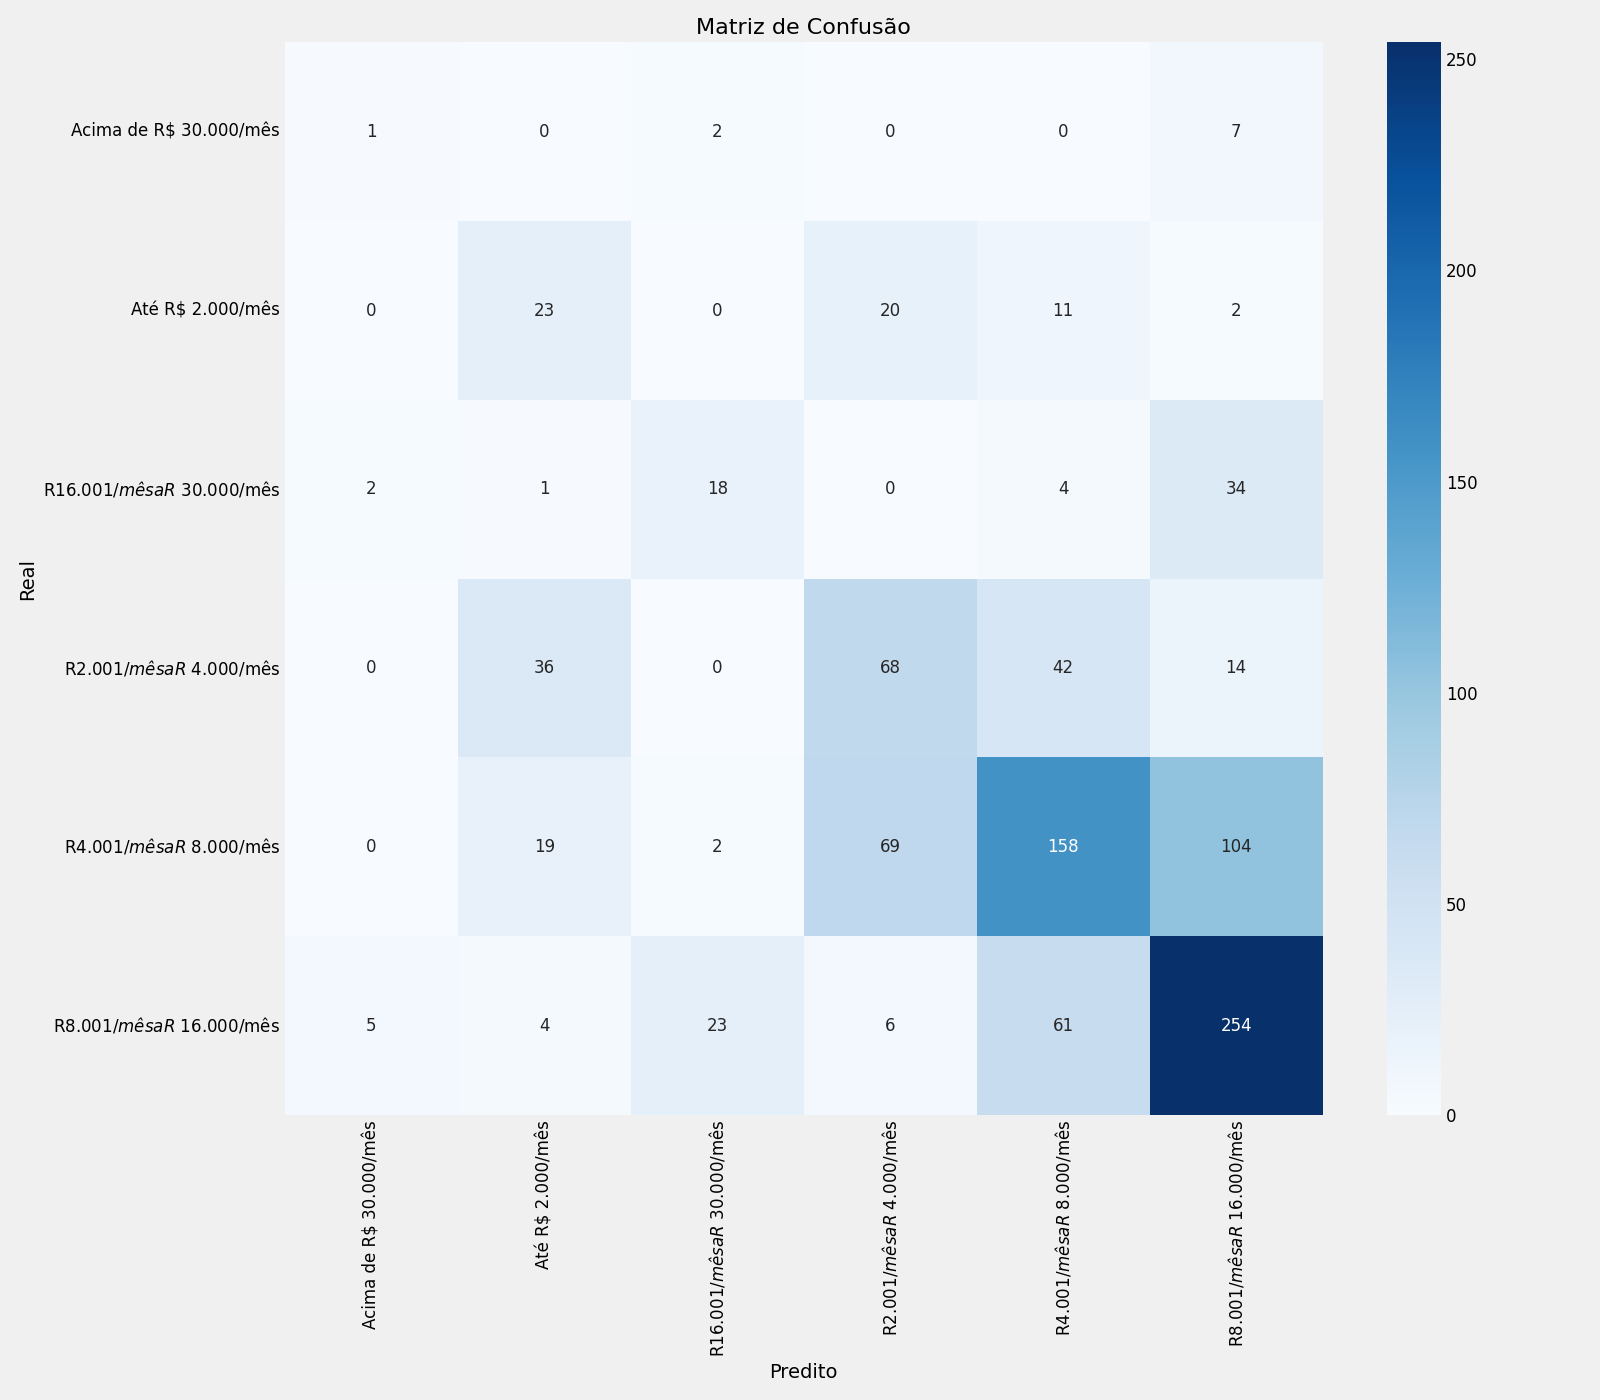 Matriz de Confusão
Acima de R$ 30.000/mês
1 0 2 0 0 7
Até R$ 2.000/mês
0 23 0 20 11 2
R16.001/mêsaR 30.000/mês
2 1 18 0 4 34
R2.001/mêsaR 4.000/mês
0 36 0 68 42 14
R4.001/mêsaR 8.000/mês
0 19 2 69 158 104
R8.001/mêsaR 16.000/mês
5 4 23 6 61 254
Real
Acima de R$ 30.000/mês
Até R$ 2.000/mês
R16.001/mêsaR 30.000/mês
R2.001/mêsaR 4.000/mês
R4.001/mêsaR 8.000/mês
R8.001/mêsaR 16.000/mês
Predito
250
200
150
100
50
0